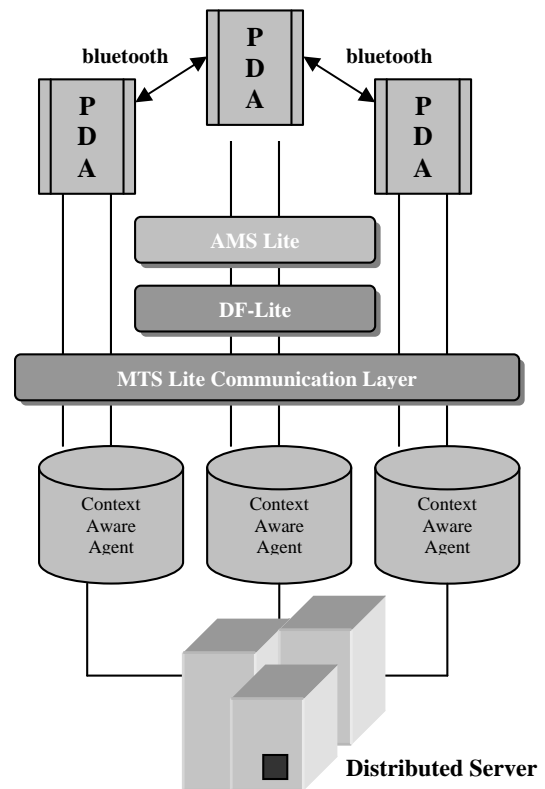 bluetooth
P
D
A
bluetooth
P
D
A
P
D
A
AMS Lite
DF-Lite
MTS Lite Communication Layer
Context
Aware
Agent
Context
Aware
Agent
Context
Aware
Agent
Distributed Server